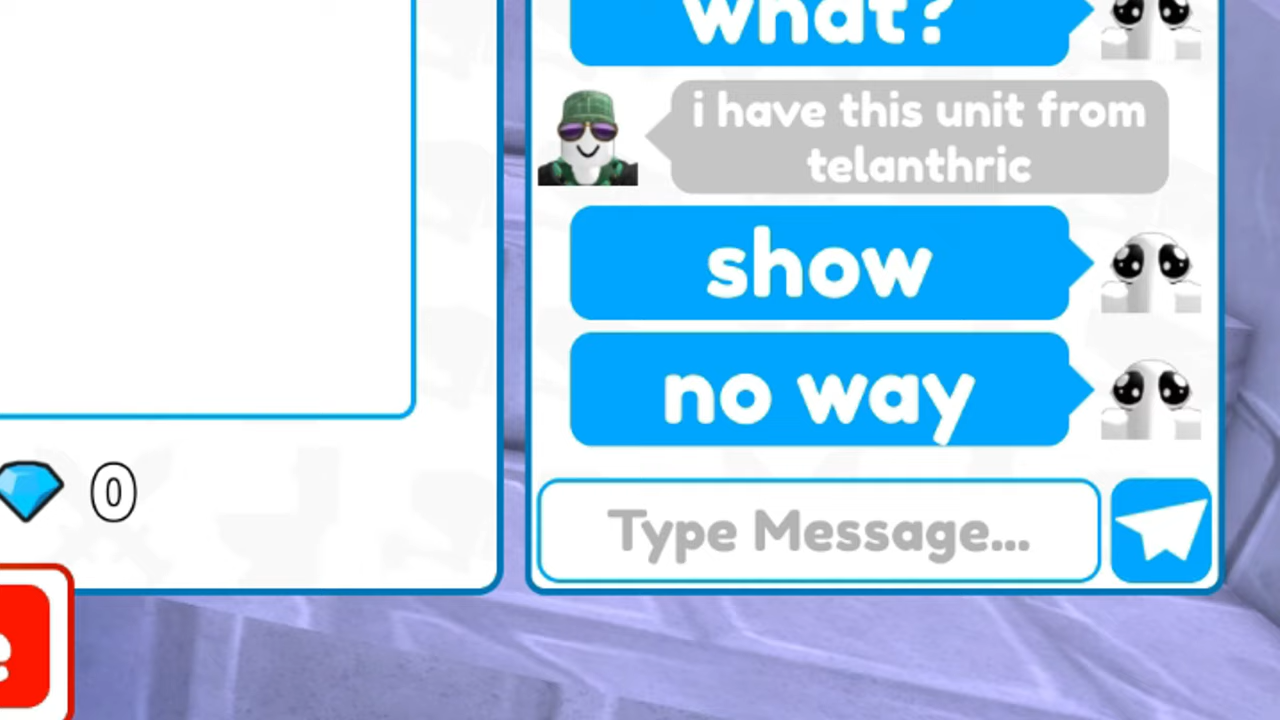 what?
i have this unit from
telanthric
show
no way
0
Type Message...
e